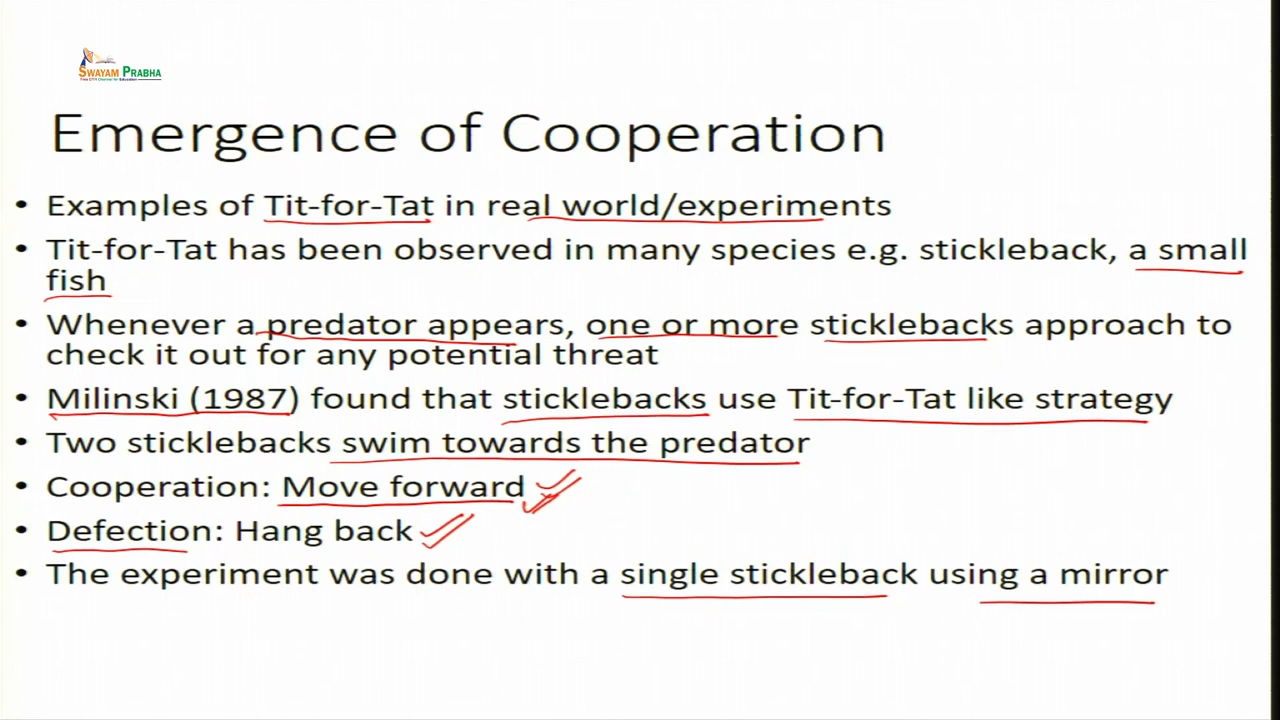 SWAYAM PRABHA
Emergence of Cooperation
• Examples of Tit-for-Tat in real world/experiments
• Tit-for-Tat has been observed in many species e.g. stickleback, a small
fish
• Whenever a predator appears, one or more sticklebacks approach to
check it out for any potential threat
• Milinski (1987) found that sticklebacks use Tit-for-Tat like strategy
• Two sticklebacks swim towards the predator
• Cooperation: Move forward
• Defection: Hang back
• The experiment was done with a single stickleback using a mirror